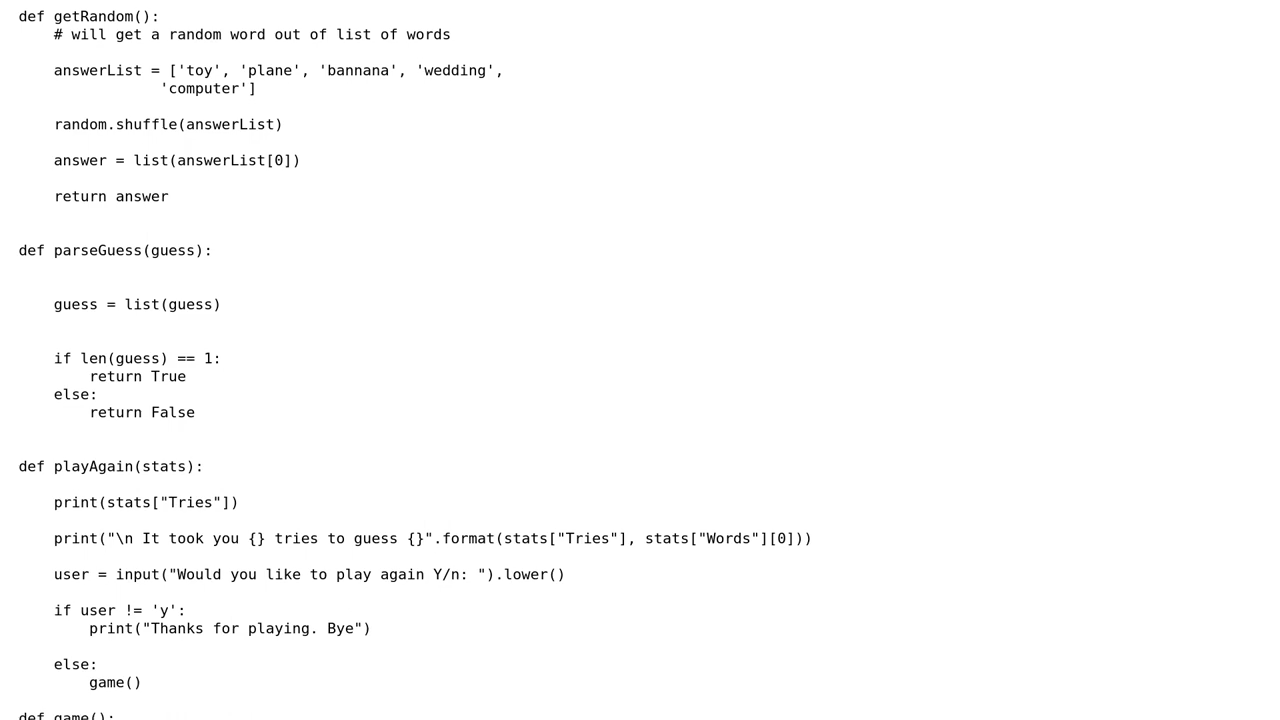 def getRandom():
    # will get a random word out of list of words
    answerList = ['toy', 'plane', 'bannana', 'wedding',
                'computer']
    random.shuffle(answerList)
    answer = list(answerList[0])
    return answer
def parseGuess(guess):
    guess = list(guess)
    if len(guess) == 1:
        return True
    else:
        return False
def playAgain(stats):
    print(stats["Tries"])
    print("\n It took you {} tries to guess {}".format(stats["Tries"], stats["Words"][0]))
    user = input("Would you like to play again Y/n: ").lower()
    if user != 'y':
        print("Thanks for playing. Bye")
    else:
        game()
def game():